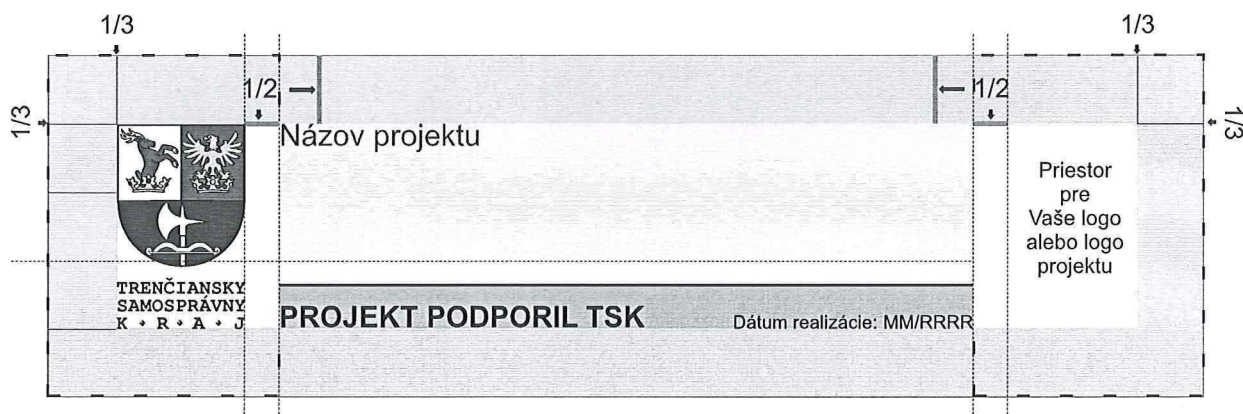 1/3
1/3
1/2
1/2
1/3
1/3
Názov projektu
Priestor
pre
Vaše logo
alebo logo
projektu
TRENČIANSKY
SAMOSPRÁVNY
K • R • A • J
PROJEKT PODPORIL TSK
Dátum realizácie: MM/RRRR